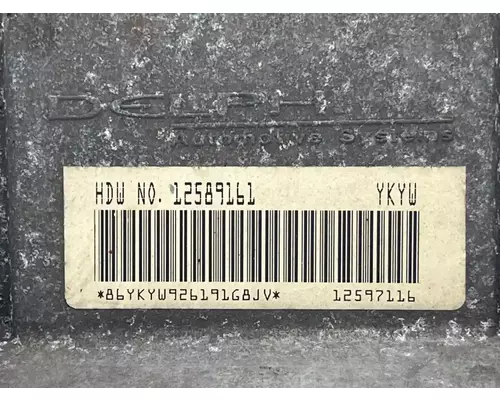 DELPHI
Automotive Systems
HDW NO. 12589161 YKYW
*86YKYW926191G8JV* 12597116